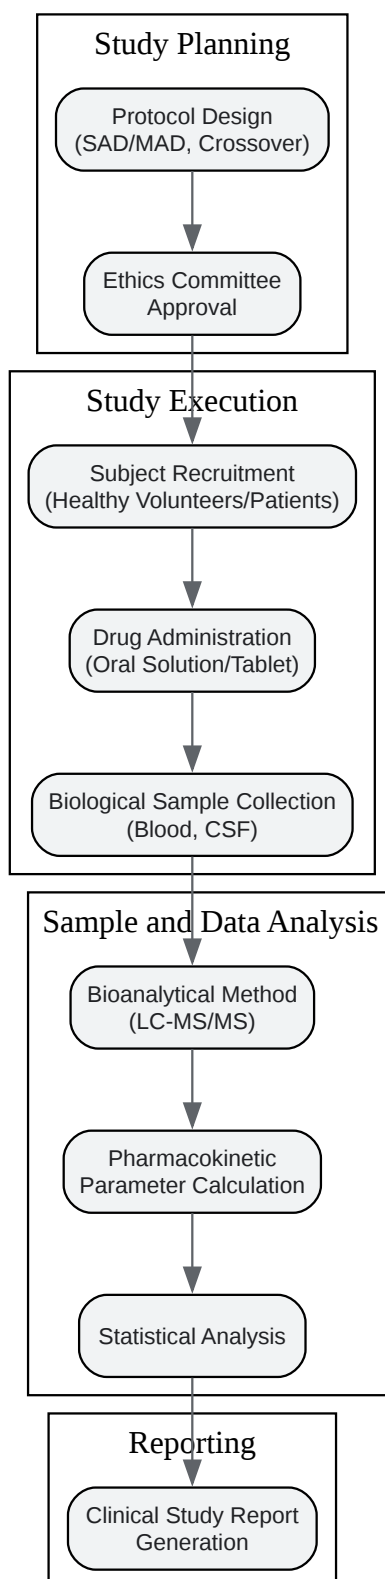 Study Planning
Protocol Design
(SAD/MAD, Crossover)
Ethics Committee
Approval
Study Execution
Subject Recruitment
(Healthy Volunteers/Patients)
Drug Administration
(Oral Solution/Tablet)
Biological Sample Collection
(Blood, CSF)
Sample and Data Analysis
Bioanalytical Method
(LC-MS/MS)
Pharmacokinetic
Parameter Calculation
Statistical Analysis
Reporting
Clinical Study Report
Generation